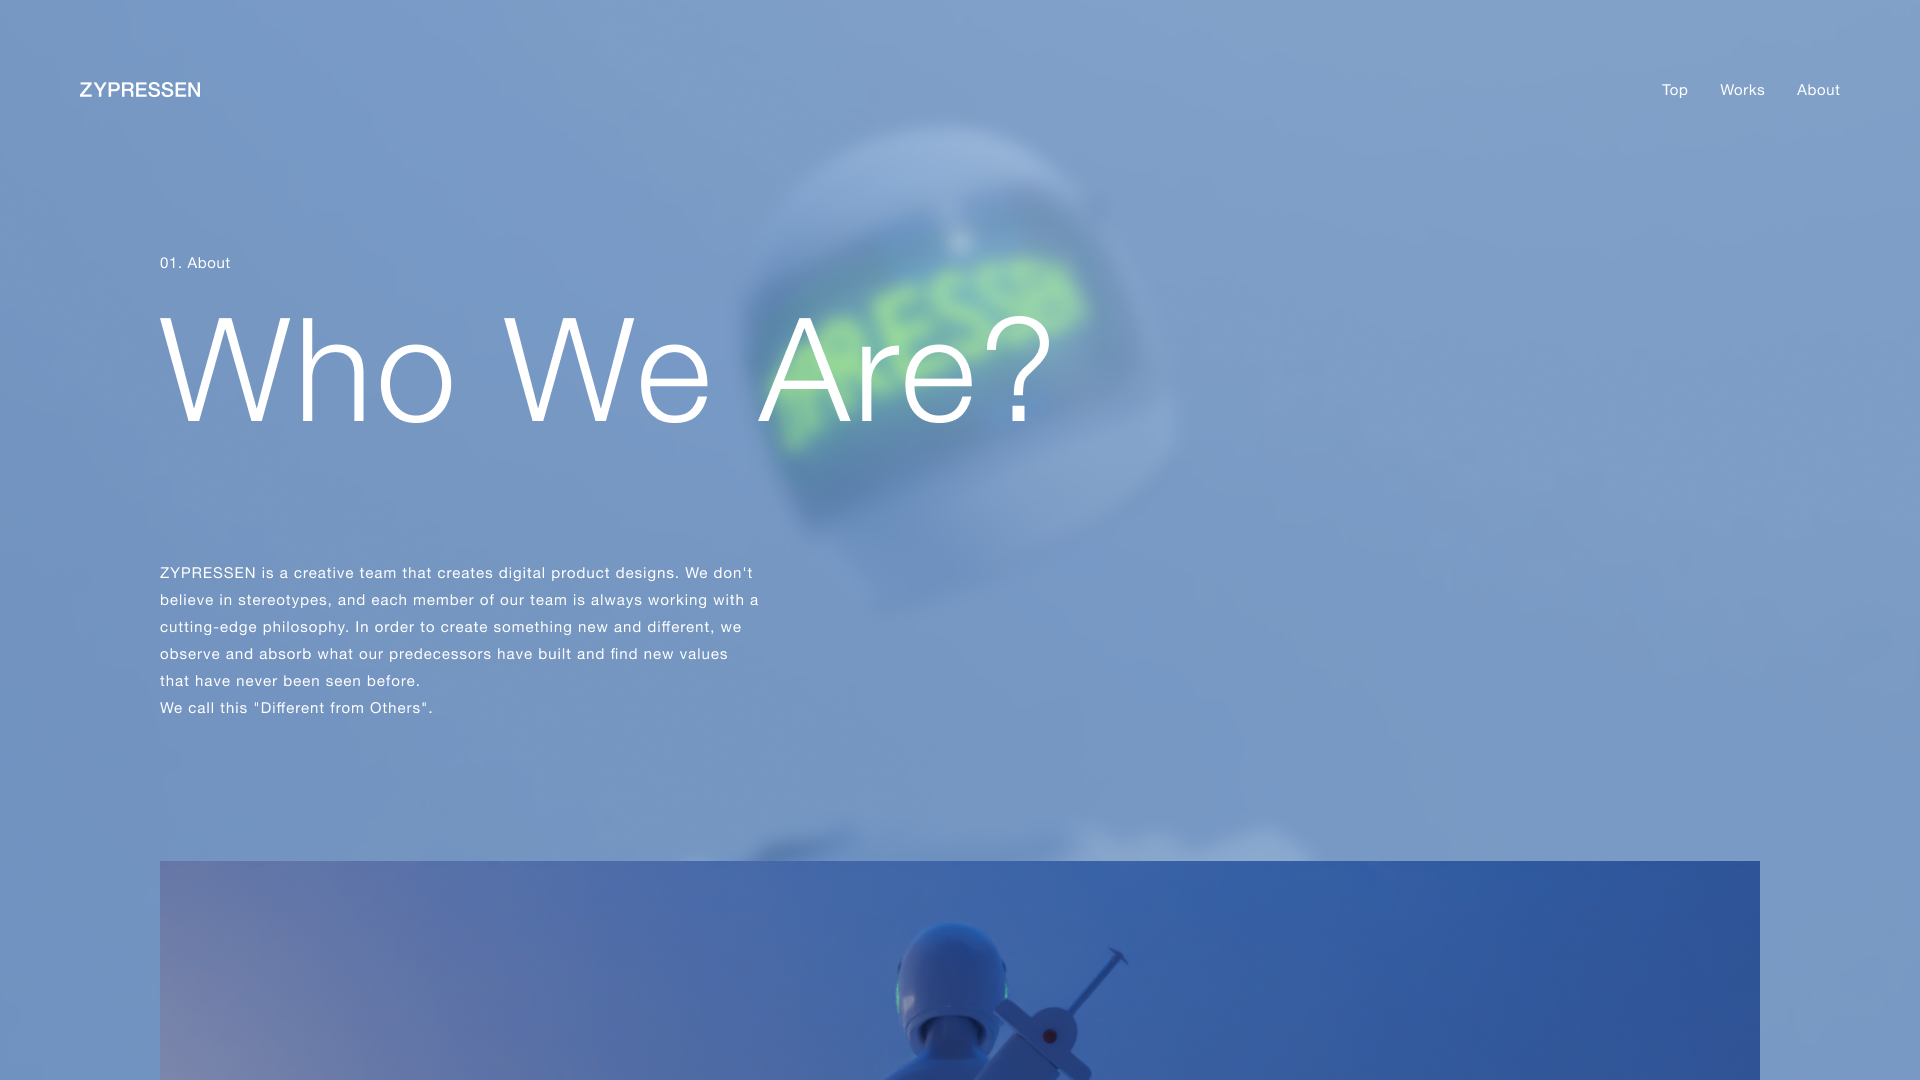 ZYPRESSEN
Top Works About
01. About
Who We Are?
ZYPRESSEN is a creative team that creates digital product designs. We don't
believe in stereotypes, and each member of our team is always working with a
cutting-edge philosophy. In order to create something new and different, we
observe and absorb what our predecessors have built and find new values
that have never been seen before.
We call this "Different from Others".